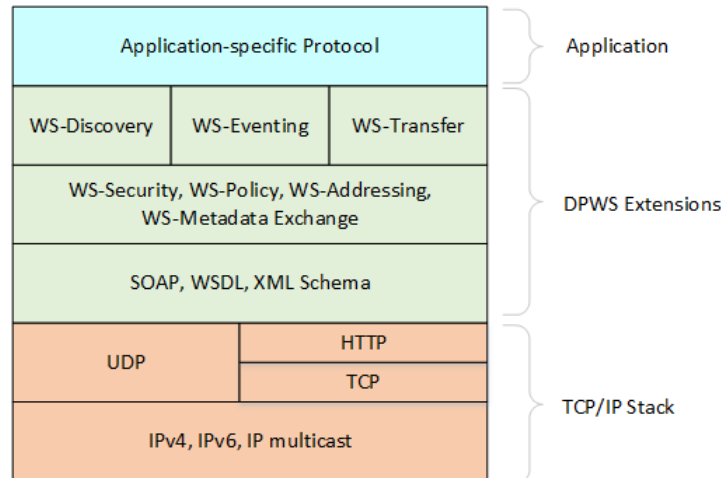 Application-specific Protocol
Application
WS-Discovery
WS-Eventing
WS-Transfer
WS-Security, WS-Policy, WS-Addressing,
WS-Metadata Exchange
DPWS Extensions
SOAP, WSDL, XML Schema
UDP
HTTP
TCP
TCP/IP Stack
IPv4, IPv6, IP multicast